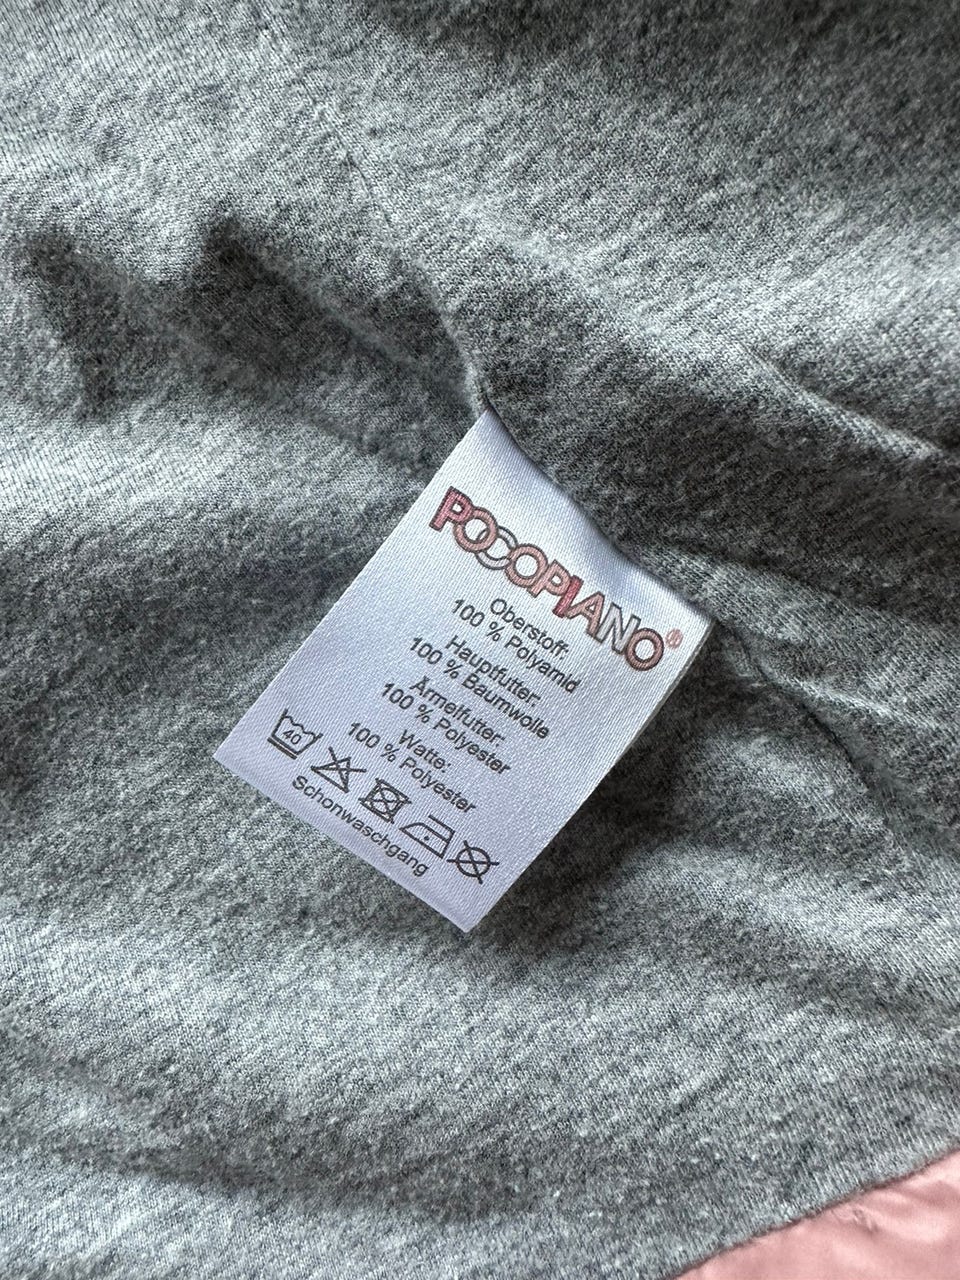 POCOPIANO®
Oberstoff:
100 % Polyamid
Hauptfutter:
100 % Baumwolle
Ärmelfutter:
100 % Polyester
Watte:
100 % Polyester
40
Schonwaschgang